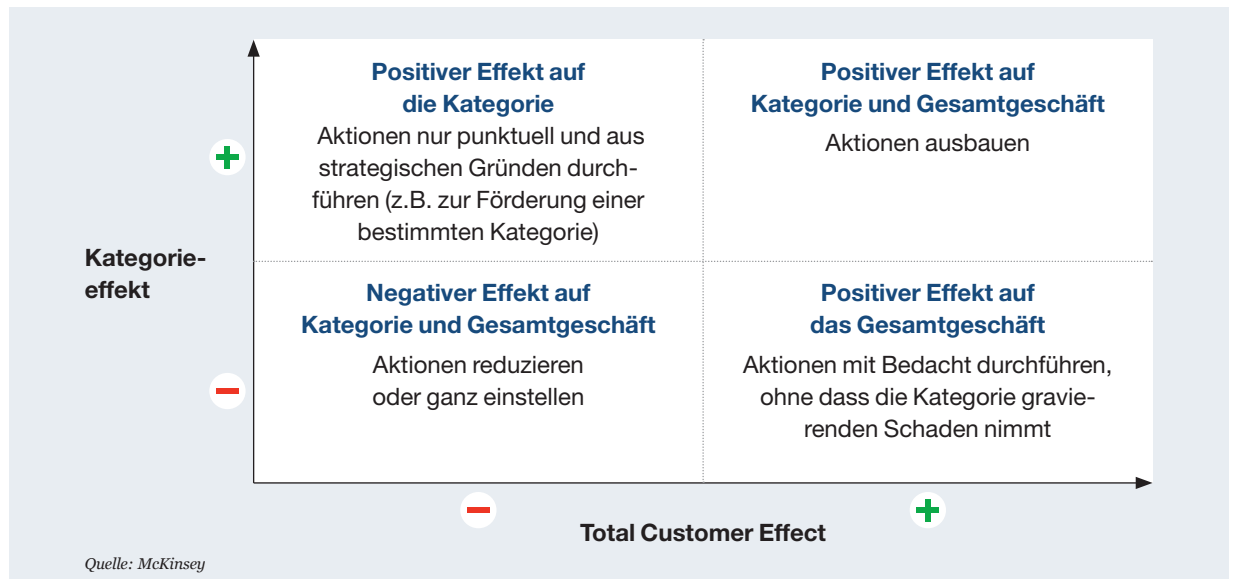 Positiver Effekt auf
die Kategorie
Aktionen nur punktuell und aus
strategischen Gründen durch-
führen (z.B. zur Förderung einer
bestimmten Kategorie)
Positiver Effekt auf
Kategorie und Gesamtgeschäft
Aktionen ausbauen
+
Kategorie-
effekt
Negativer Effekt auf
Kategorie und Gesamtgeschäft
Aktionen reduzieren
oder ganz einstellen
Positiver Effekt auf
das Gesamtgeschäft
Aktionen mit Bedacht durchführen,
ohne dass die Kategorie gravie-
renden Schaden nimmt
–
–
+
Total Customer Effect
Quelle: McKinsey